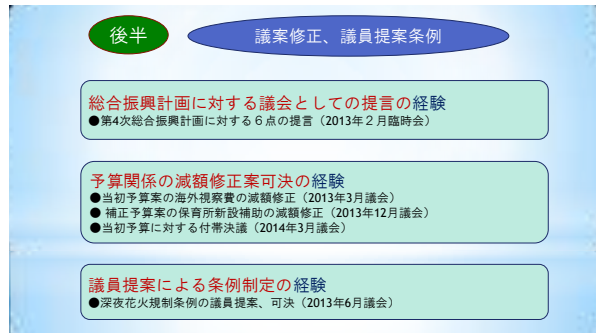 後半
議案修正、議員提案条例
総合振興計画に対する議会としての提言の経験
●第4次総合振興計画に対する６点の提言（2013年２月臨時会）
予算関係の減額修正案可決の経験
●当初予算案の海外視察費の減額修正（2013年3月議会）
● 補正予算案の保育所新設補助の減額修正（2013年12月議会）
●当初予算に対する付帯決議（2014年3月議会）
議員提案による条例制定の経験
●深夜花火規制条例の議員提案、可決（2013年6月議会）